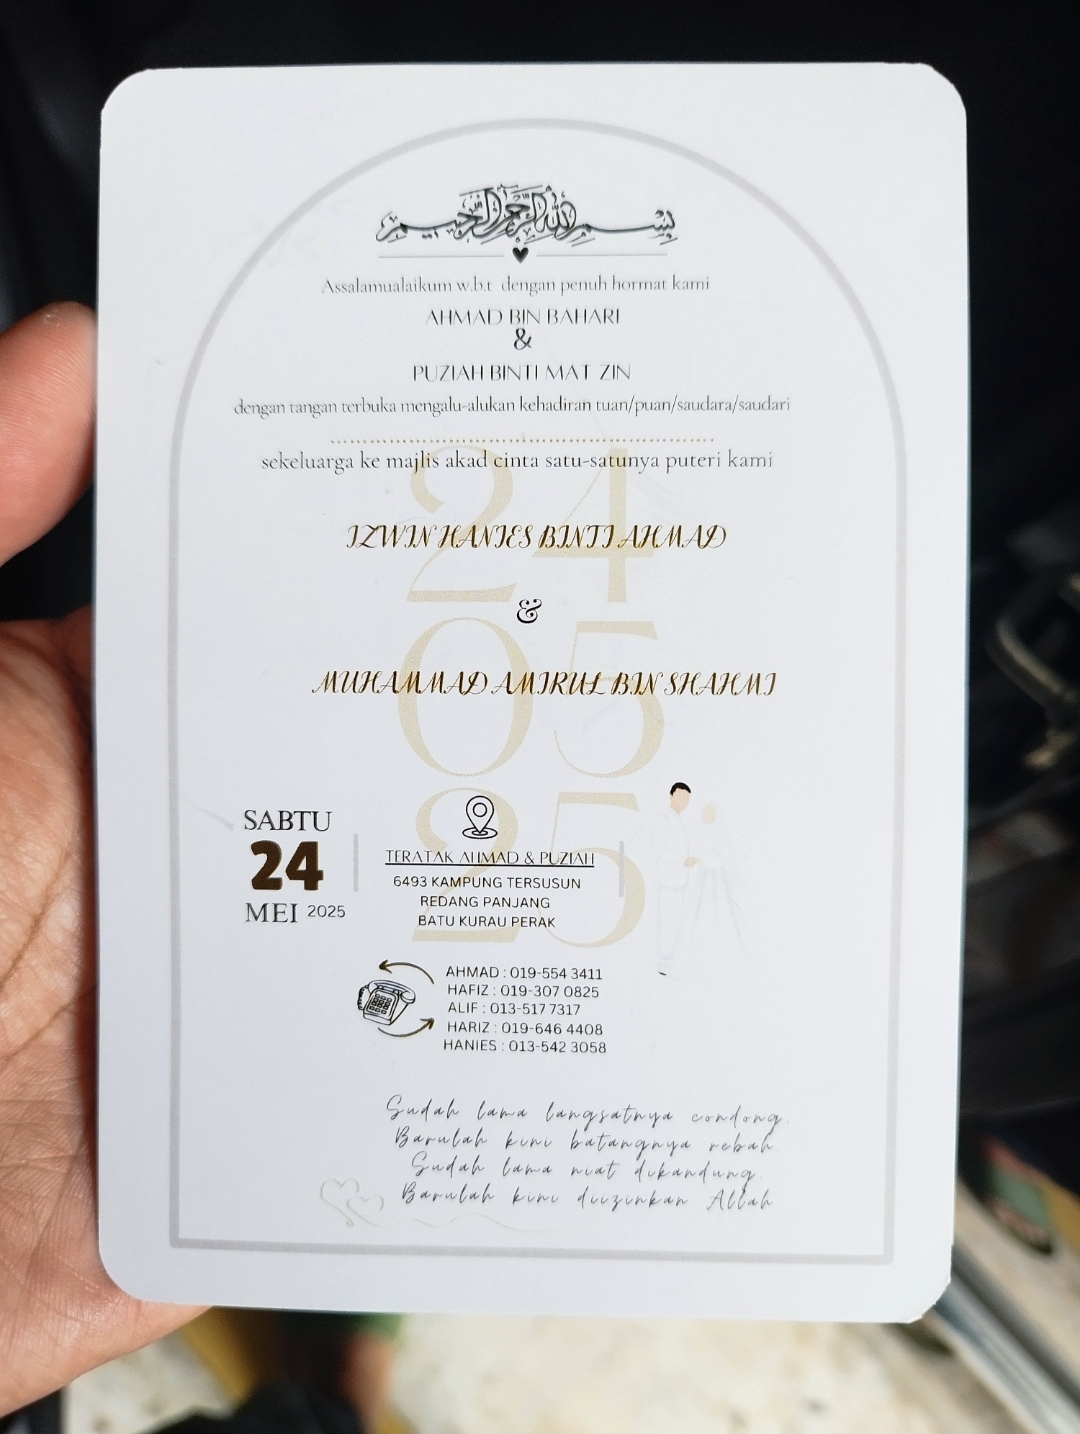 بسم الله الرحمن الرحيم
Assalamualaikum w.b.t dengan penuh hormat kami
AHMAD BIN BAHARI
&
PUZIAH BINTI MAT ZIN
dengan tangan terbuka mengalu-alukan kehadiran tuan/puan/saudara/saudari
........................................................
sekeluarga ke majlis akad cinta satu-satunya puteri kami
24
IZWIN HANIES BINTI AHMAD
&
05
MUHAMMAD AMIRUL BIN SHAHMI
25
SABTU
24
MEI 2025
TERATAK AHMAD & PUZIAH
6493 KAMPUNG TERSUSUN
REDANG PANJANG
BATU KURAU PERAK
AHMAD : 019-554 3411
HAFIZ : 019-307 0825
ALIF : 013-517 7317
HARIZ : 019-646 4408
HANIES : 013-542 3058
Sudah lama langsatnya condong.
Barulah kini batangnya rebah.
Sudah lama niat dikandung.
Barulah kini diizinkan Allah